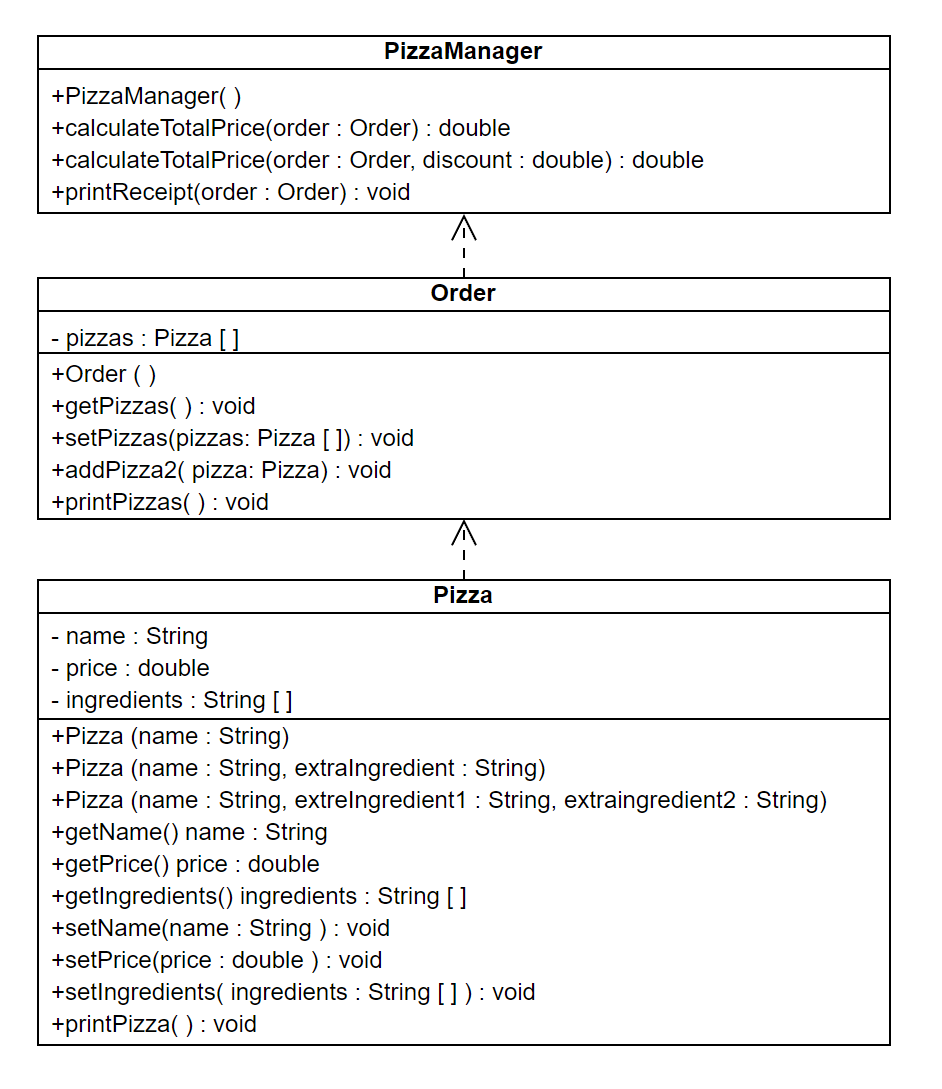 PizzaManager
+PizzaManager( )
+calculateTotalPrice(order : Order) : double
+calculateTotalPrice(order : Order, discount : double) : double
+printReceipt(order : Order) : void
Order
- pizzas : Pizza [ ]
+Order ( )
+getPizzas( ) : void
+setPizzas(pizzas: Pizza [ ]) : void
+addPizza2( pizza: Pizza) : void
+printPizzas( ) : void
Pizza
- name : String
- price : double
- ingredients : String [ ]
+Pizza (name : String)
+Pizza (name : String, extraIngredient : String)
+Pizza (name : String, extreIngredient1 : String, extraingredient2 : String)
+getName() name : String
+getPrice() price : double
+getIngredients() ingredients : String [ ]
+setName(name : String ) : void
+setPrice(price : double ) : void
+setIngredients( ingredients : String [ ] ) : void
+printPizza( ) : void